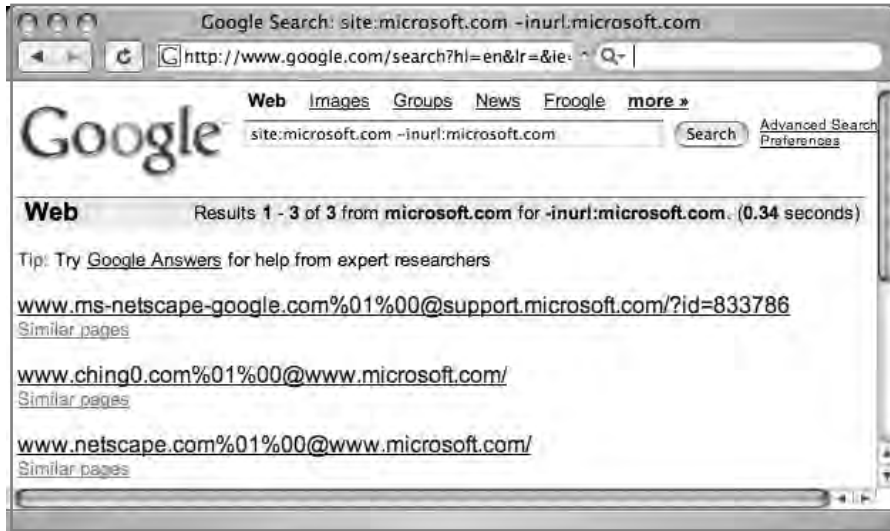 Google Search: site:microsoft.com -inurl:microsoft.com
http://www.google.com/search?hl=en&lr=&ie=
Web Images Groups News Froogle more »
Google
site:microsoft.com -inurl:microsoft.com Search Advanced Search
Preferences
Web Results 1 - 3 of 3 from microsoft.com for -inurl:microsoft.com. (0.34 seconds)
Tip: Try Google Answers for help from expert researchers
www.ms-netscape-google.com%01%00@support.microsoft.com/?id=833786
Similar pages
www.ching0.com%01%00@www.microsoft.com/
Similar pages
www.netscape.com%01%00@www.microsoft.com/
Similar pages